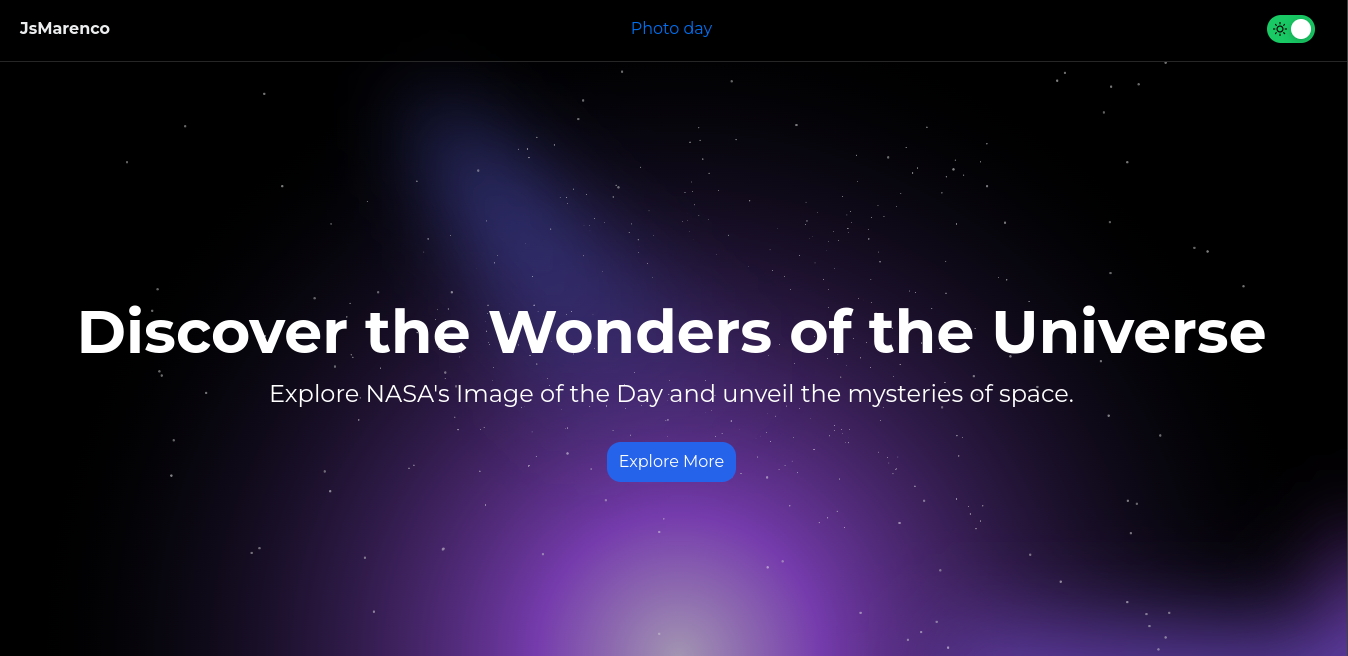 JsMarenco
Photo day
Discover the Wonders of the Universe
Explore NASA's Image of the Day and unveil the mysteries of space.
Explore More